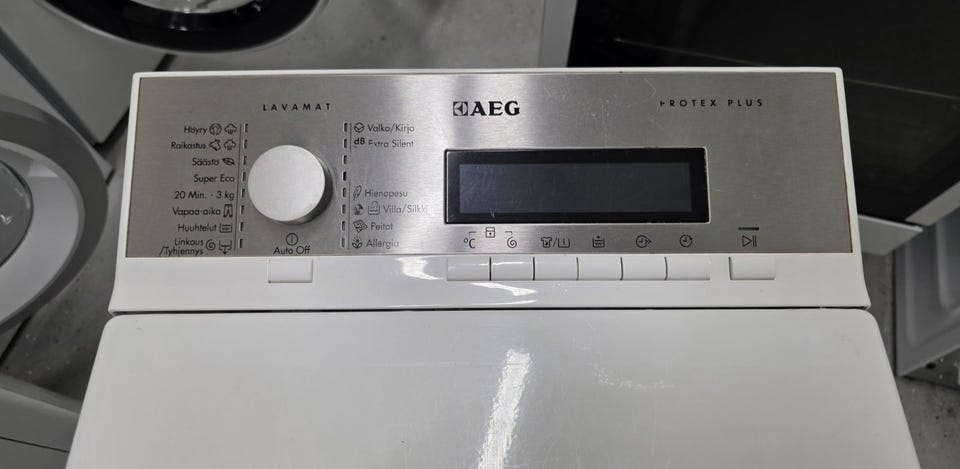 LAVAMAT
AEG
PROTEX PLUS
Höyry
Raikastus
Säästö
Super Eco
20 Min. - 3 kg
Vapaa-aika
Huuhtelut
Linkous
/Tyhjennys
Auto Off
Valko/Kirjo
dB Extra Silent
Hienopesu
Villa/Silkki
Peitot
Allergia
°C